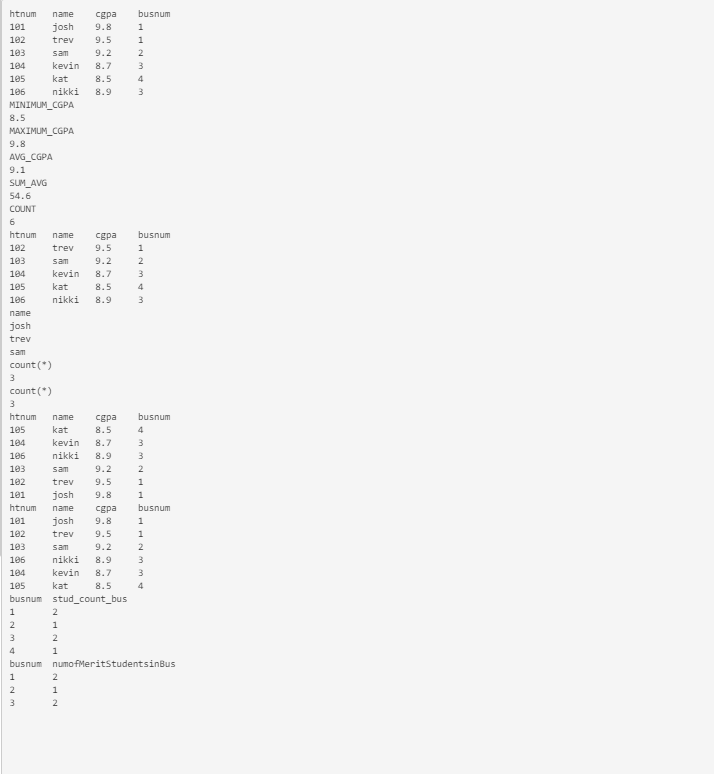 htnum name cgpa busnum
101 josh 9.8 1
102 trev 9.5 1
103 sam 9.2 2
104 kevin 8.7 3
105 kat 8.5 4
106 nikki 8.9 3
MINIMUM_CGPA
8.5
MAXIMUM_CGPA
9.8
AVG_CGPA
9.1
SUM_AVG
54.6
COUNT
6
htnum name cgpa busnum
102 trev 9.5 1
103 sam 9.2 2
104 kevin 8.7 3
105 kat 8.5 4
106 nikki 8.9 3
name
josh
trev
sam
count(*)
3
count(*)
3
htnum name cgpa busnum
105 kat 8.5 4
104 kevin 8.7 3
106 nikki 8.9 3
103 sam 9.2 2
102 trev 9.5 1
101 josh 9.8 1
htnum name cgpa busnum
101 josh 9.8 1
102 trev 9.5 1
103 sam 9.2 2
106 nikki 8.9 3
104 kevin 8.7 3
105 kat 8.5 4
busnum stud_count_bus
1 2
2 1
3 2
4 1
busnum numofMeritStudentsinBus
1 2
2 1
3 2